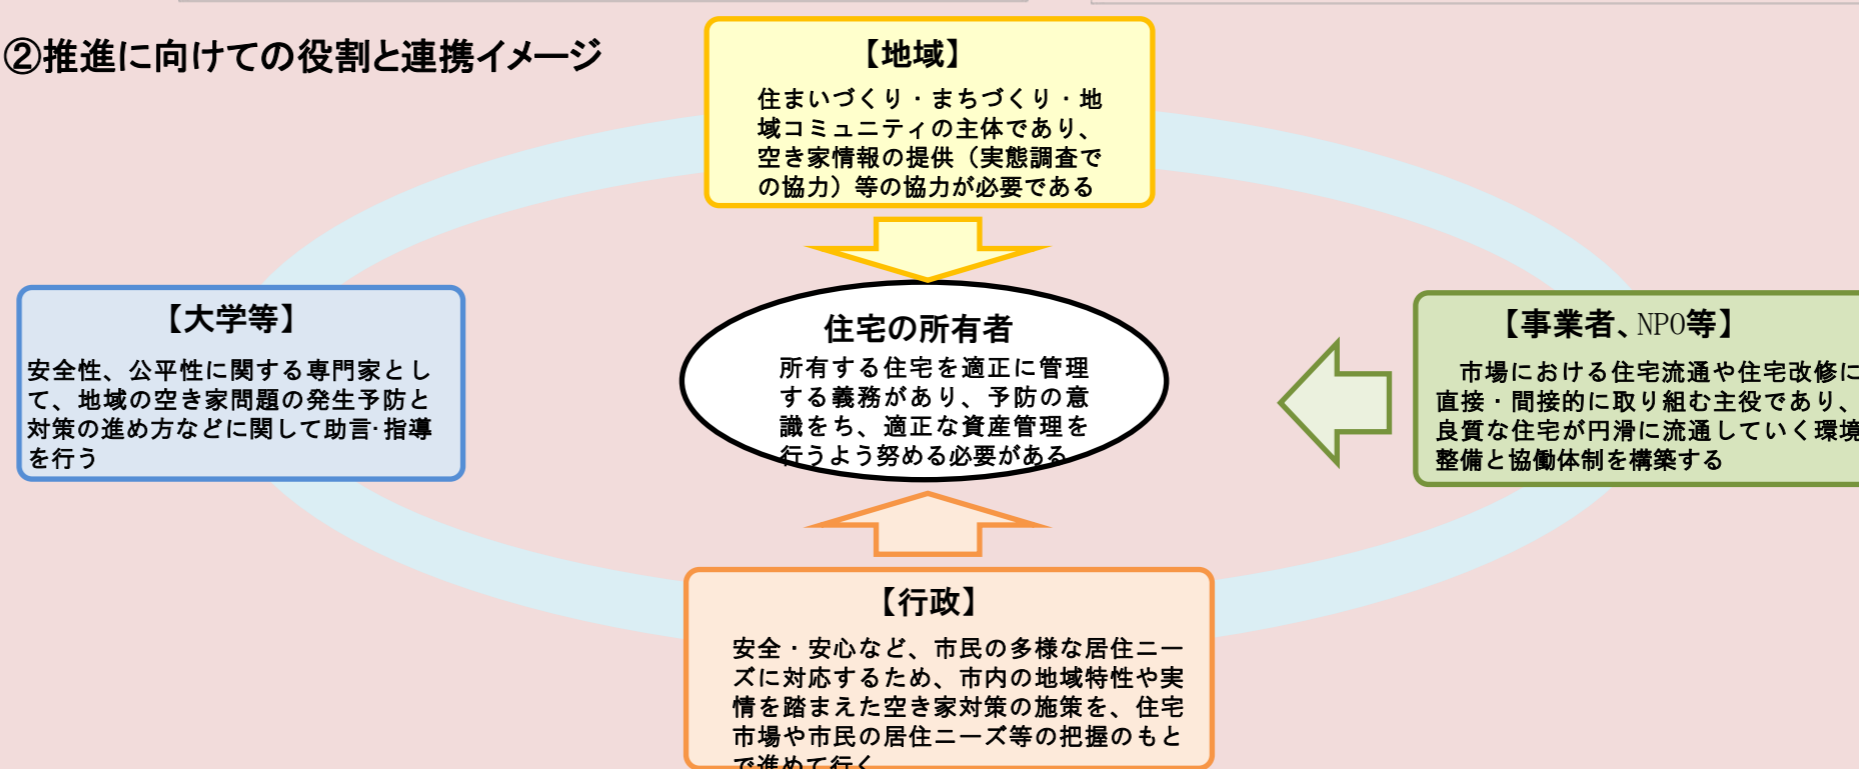 ②推進に向けての役割と連携イメージ
【地域】
住まいづくり・まちづくり・地
域コミュニティの主体であり、
空き家情報の提供（実態調査で
の協力）等の協力が必要である
【大学等】
安全性、公平性に関する専門家とし
て、地域の空き家問題の発生予防と
対策の進め方などに関して助言･指導
を行う
住宅の所有者
所有する住宅を適正に管理
する義務があり、予防の意
識をち、適正な資産管理を
行うよう努める必要がある
【事業者、NPO等】
市場における住宅流通や住宅改修に
直接・間接的に取り組む主役であり、
良質な住宅が円滑に流通していく環境
整備と協働体制を構築する
【行政】
安全・安心など、市民の多様な居住ニー
ズに対応するため、市内の地域特性や実
情を踏まえた空き家対策の施策を、住宅
市場や市民の居住ニーズ等の把握のもと
で進めて行く